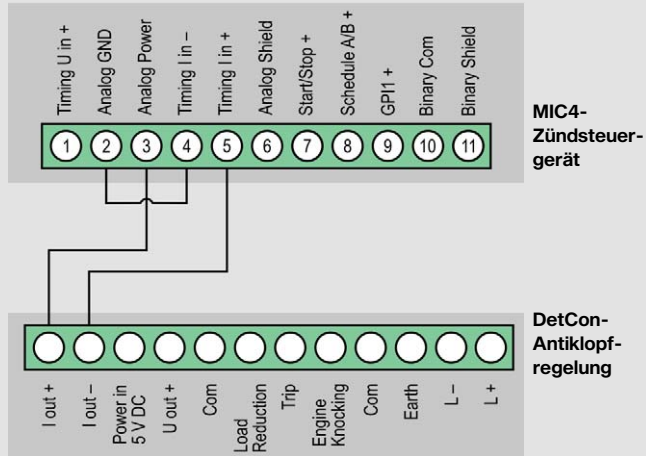 Timing U in +
Analog GND
Analog Power
Timing I in –
Timing I in +
Analog Shield
Start/Stop +
Schedule A/B +
GPI1 +
Binary Com
Binary Shield
1 2 3 4 5 6 7 8 9 10 11
MIC4-
Zündsteuer-
gerät
DetCon-
Antiklopf-
regelung
I out +
I out –
Power in
5 V DC
U out +
Com
Load
Reduction
Trip
Engine
Knocking
Com
Earth
L –
L +